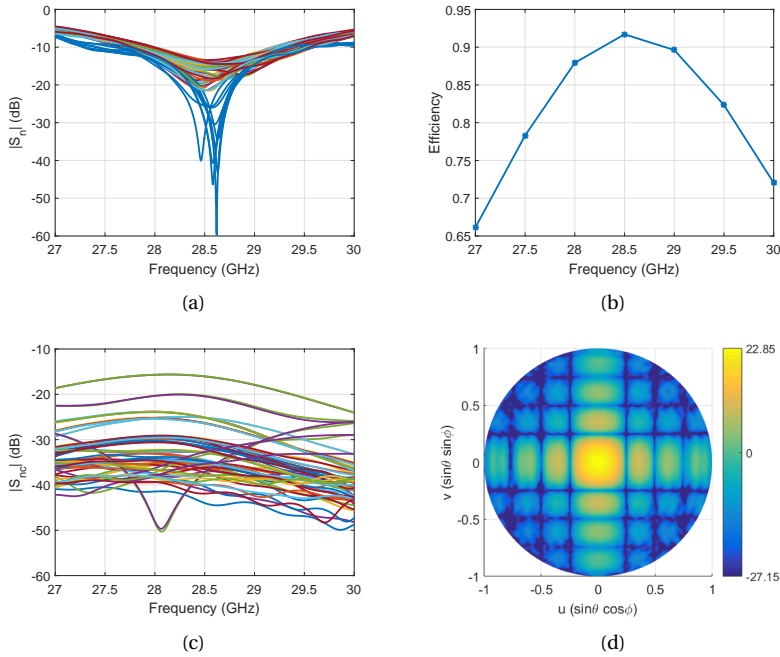 0
-10
-20
-30
-40
-50
-60
|S_n| (dB)
27 27.5 28 28.5 29 29.5 30
Frequency (GHz)
(a)
0.95
0.9
0.85
0.8
0.75
0.7
0.65
Efficiency
27 27.5 28 28.5 29 29.5 30
Frequency (GHz)
(b)
-10
-20
-30
-40
-50
-60
|S_nc| (dB)
27 27.5 28 28.5 29 29.5 30
Frequency (GHz)
(c)
1
0.5
0
-0.5
-1
v (sinθ sinϕ)
-1 -0.5 0 0.5 1
u (sinθ cosϕ)
22.85
0
-27.15
(d)